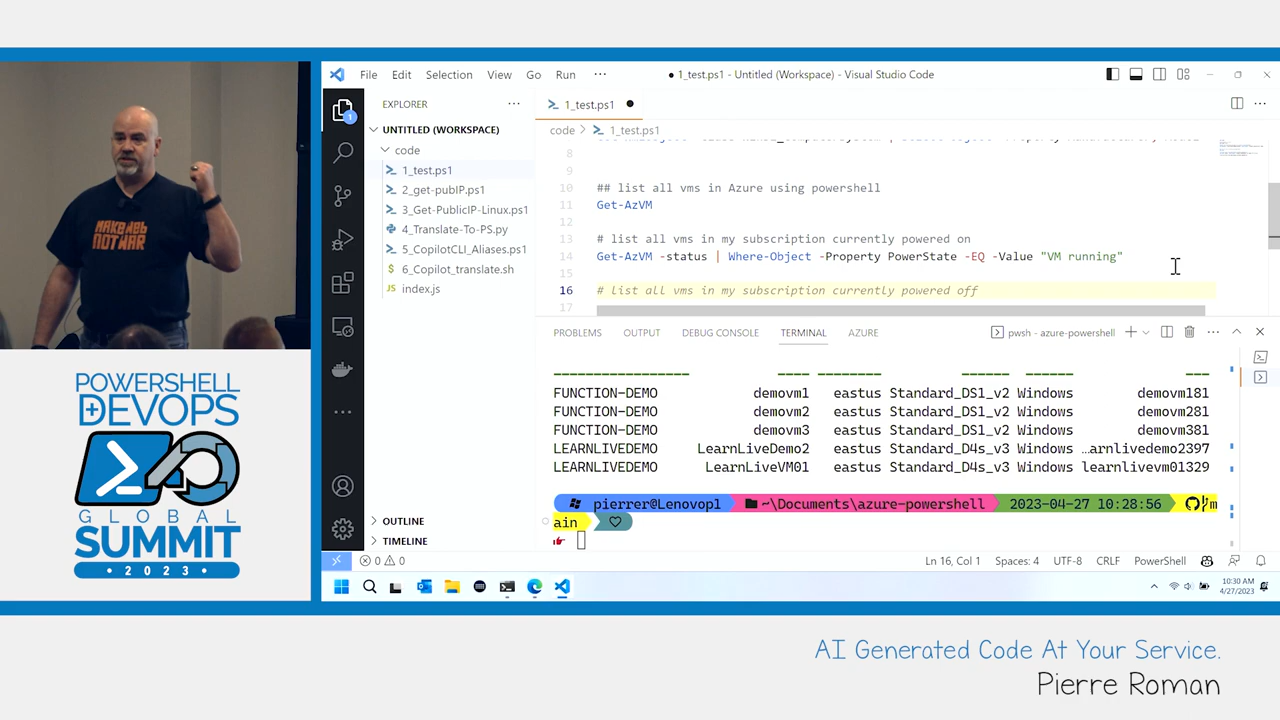 MAKE WEB
NOT WAR
POWERSHELL
+DEVOPS
GLOBAL
SUMMIT
• 2023 •
File Edit Selection View Go Run ···
● 1_test.ps1 - Untitled (Workspace) - Visual Studio Code
EXPLORER
UNTITLED (WORKSPACE)
code
1_test.ps1
2_get-pubIP.ps1
3_Get-PublicIP-Linux.ps1
4_Translate-To-PS.py
5_CopilotCLI_Aliases.ps1
6_Copilot_translate.sh
index.js
OUTLINE
TIMELINE
1_test.ps1
code > 1_test.ps1
8
9
10 ## list all vms in Azure using powershell
11 Get-AzVM
12
13 # list all vms in my subscription currently powered on
14 Get-AzVM -status | Where-Object -Property PowerState -EQ -Value "VM running"
15
16 # list all vms in my subscription currently powered off
17
PROBLEMS OUTPUT DEBUG CONSOLE TERMINAL AZURE
pwsh - azure-powershell
----------------- ---- -------- ------ ------ ---
FUNCTION-DEMO demovm1 eastus Standard_DS1_v2 Windows demovm181
FUNCTION-DEMO demovm2 eastus Standard_DS1_v2 Windows demovm281
FUNCTION-DEMO demovm3 eastus Standard_DS1_v2 Windows demovm381
LEARNLIVEDEMO LearnLiveDemo2 eastus Standard_D4s_v3 Windows …arnlivedemo2397
LEARNLIVEDEMO LearnLiveVM01 eastus Standard_D4s_v3 Windows learnlivevm01329
pierrer@Lenovop1 ~\Documents\azure-powershell 2023-04-27 10:28:56 m
ain
0 0
Ln 16, Col 1 Spaces: 4 UTF-8 CRLF PowerShell
10:30 AM
4/27/2023
AI Generated Code At Your Service.
Pierre Roman